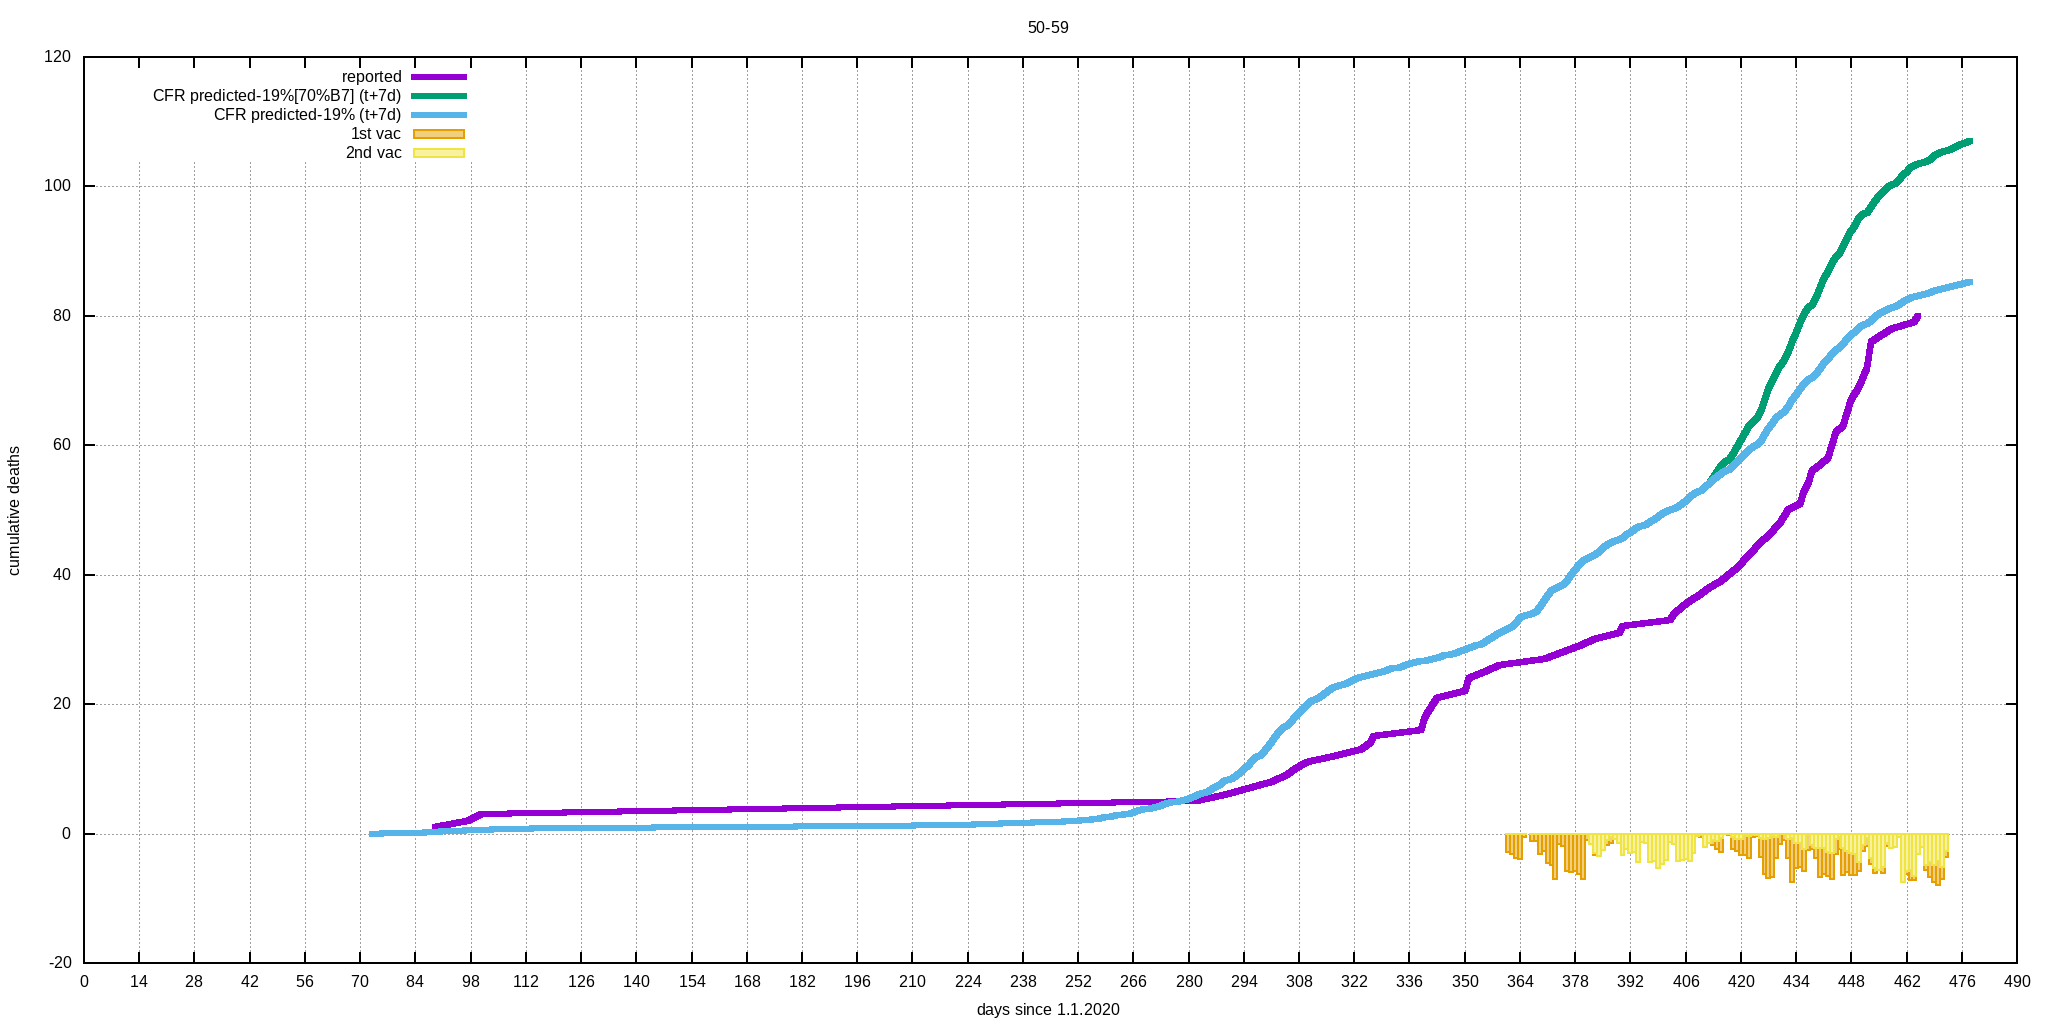 50-59
120
100
80
60
40
20
0
-20
cumulative deaths
reported
CFR predicted-19%[70%B7] (t+7d)
CFR predicted-19% (t+7d)
1st vac
2nd vac
0 14 28 42 56 70 84 98 112 126 140 154 168 182 196 210 224 238 252 266 280 294 308 322 336 350 364 378 392 406 420 434 448 462 476 490
days since 1.1.2020